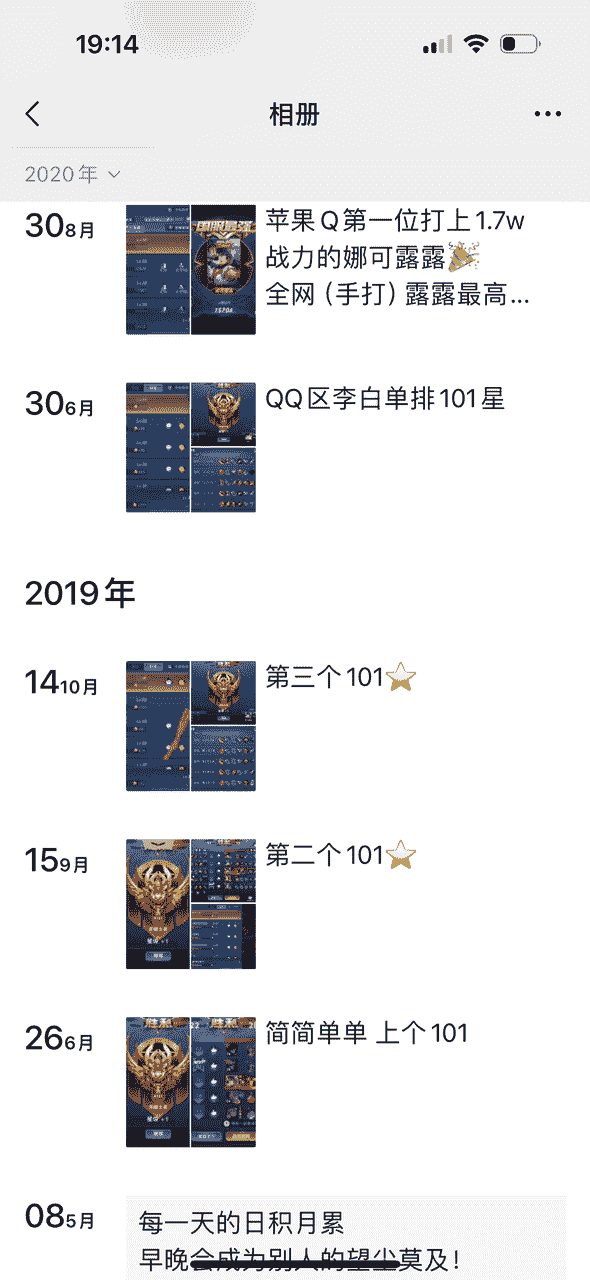 19:14
相册
2020年
30 8月
苹果Q第一位打上1.7w
战力的娜可露露🎉
全网（手打）露露最高...
30 6月
QQ区李白单排101星
2019年
14 10月
第三个101⭐
15 9月
第二个101⭐
26 6月
简简单单 上个101
08 5月
每一天的日积月累
早晚会成为别人的望尘莫及！